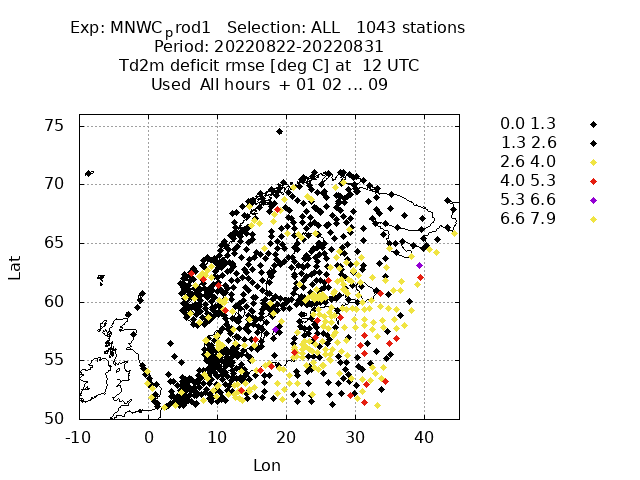 Exp: MNWCprod1 Selection: ALL 1043 stations
Period: 20220822-20220831
Td2m deficit rmse [deg C] at 12 UTC
Used All hours + 01 02 ... 09
75
70
65
60
55
50
-10 0 10 20 30 40
Lat
Lon
0.0 1.3
1.3 2.6
2.6 4.0
4.0 5.3
5.3 6.6
6.6 7.9